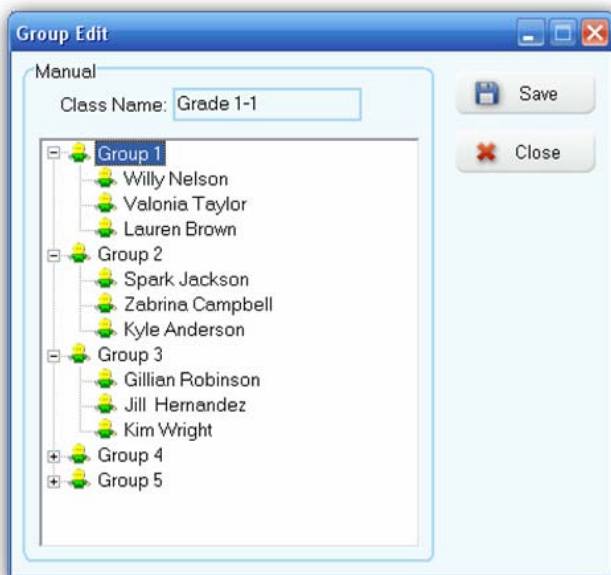 Group Edit
Manual
Class Name: Grade 1-1
Save
Close
Group 1
Willy Nelson
Valonia Taylor
Lauren Brown
Group 2
Spark Jackson
Zabrina Campbell
Kyle Anderson
Group 3
Gillian Robinson
Jill Hernandez
Kim Wright
Group 4
Group 5